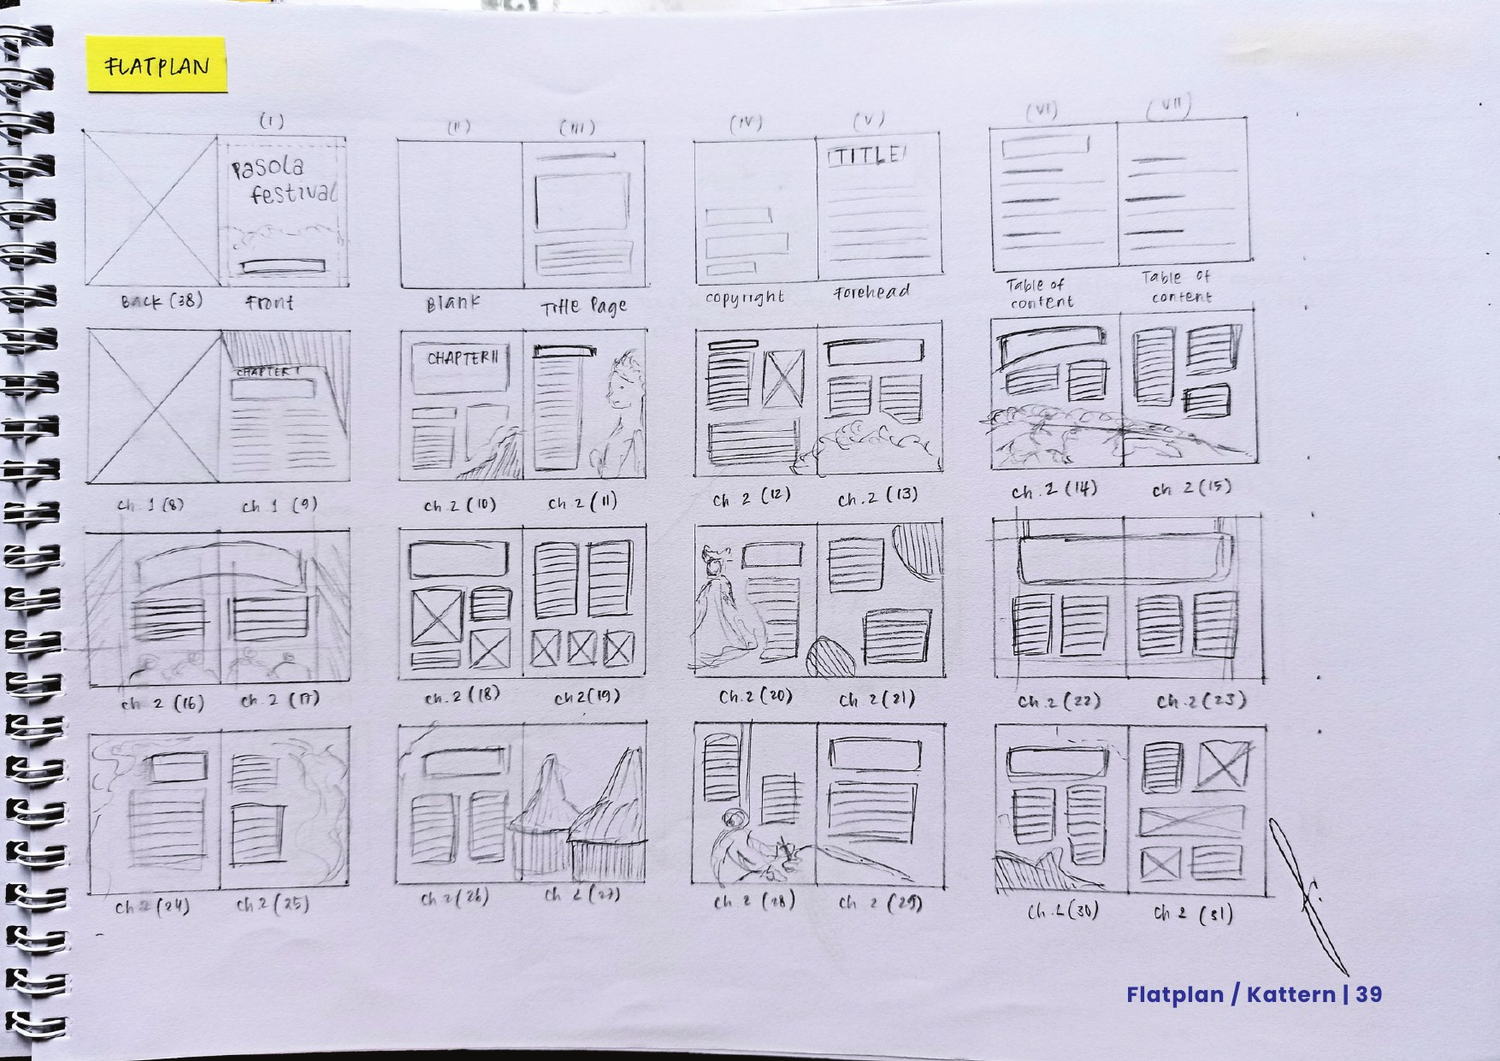 FLATPLAN
(I)
(II)
(III)
(IV)
(V)
(VI)
(VII)
Pasola
festival
TITLE
Back (38)
Front
Blank
Title Page
copyright
Forehead
Table of
content
Table of
content
CHAPTER I
CHAPTER II
ch. 1 (8)
ch. 1 (9)
ch. 2 (10)
ch. 2 (11)
ch 2 (12)
ch. 2 (13)
ch. 2 (14)
ch 2 (15)
ch 2 (16)
ch. 2 (17)
ch. 2 (18)
ch 2 (19)
ch. 2 (20)
ch. 2 (21)
ch. 2 (22)
ch. 2 (23)
ch 2 (24)
ch 2 (25)
ch 2 (26)
ch 2 (27)
ch 2 (28)
ch 2 (29)
ch. 2 (30)
ch 2 (31)
Flatplan / Kattern | 39